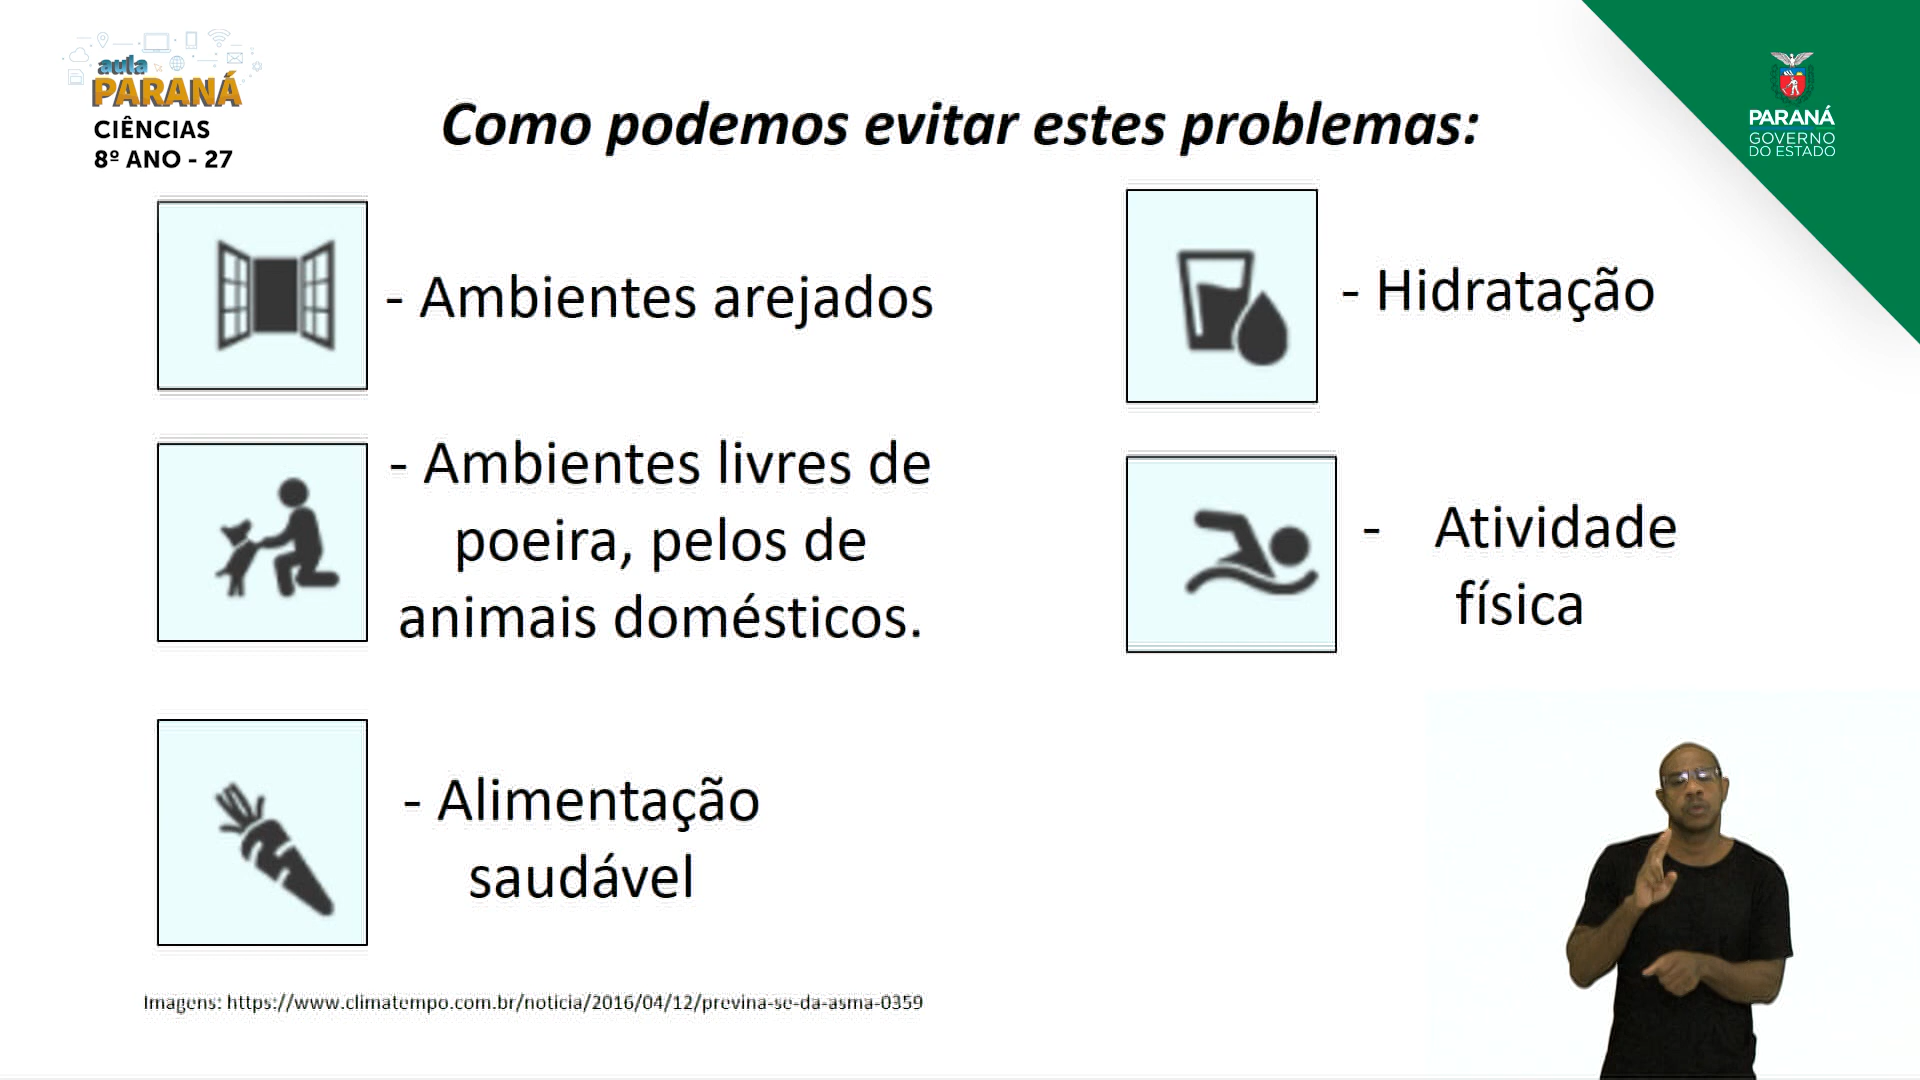 aula
PARANÁ
CIÊNCIAS
8º ANO - 27
Como podemos evitar estes problemas:
PARANÁ
GOVERNO
DO ESTADO
- Ambientes arejados
- Hidratação
- Ambientes livres de
poeira, pelos de
animais domésticos.
- Atividade
física
- Alimentação
saudável
Imagens: https://www.climatempo.com.br/noticia/2016/04/12/previna-se-da-asma-0359